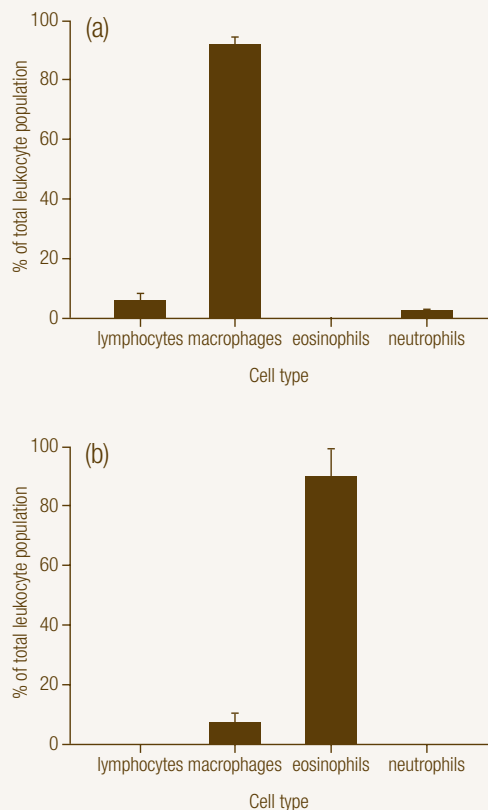 (a)
% of total leukocyte population
100
80
60
40
20
0
lymphocytes macrophages eosinophils neutrophils
Cell type
(b)
% of total leukocyte population
100
80
60
40
20
0
lymphocytes macrophages eosinophils neutrophils
Cell type